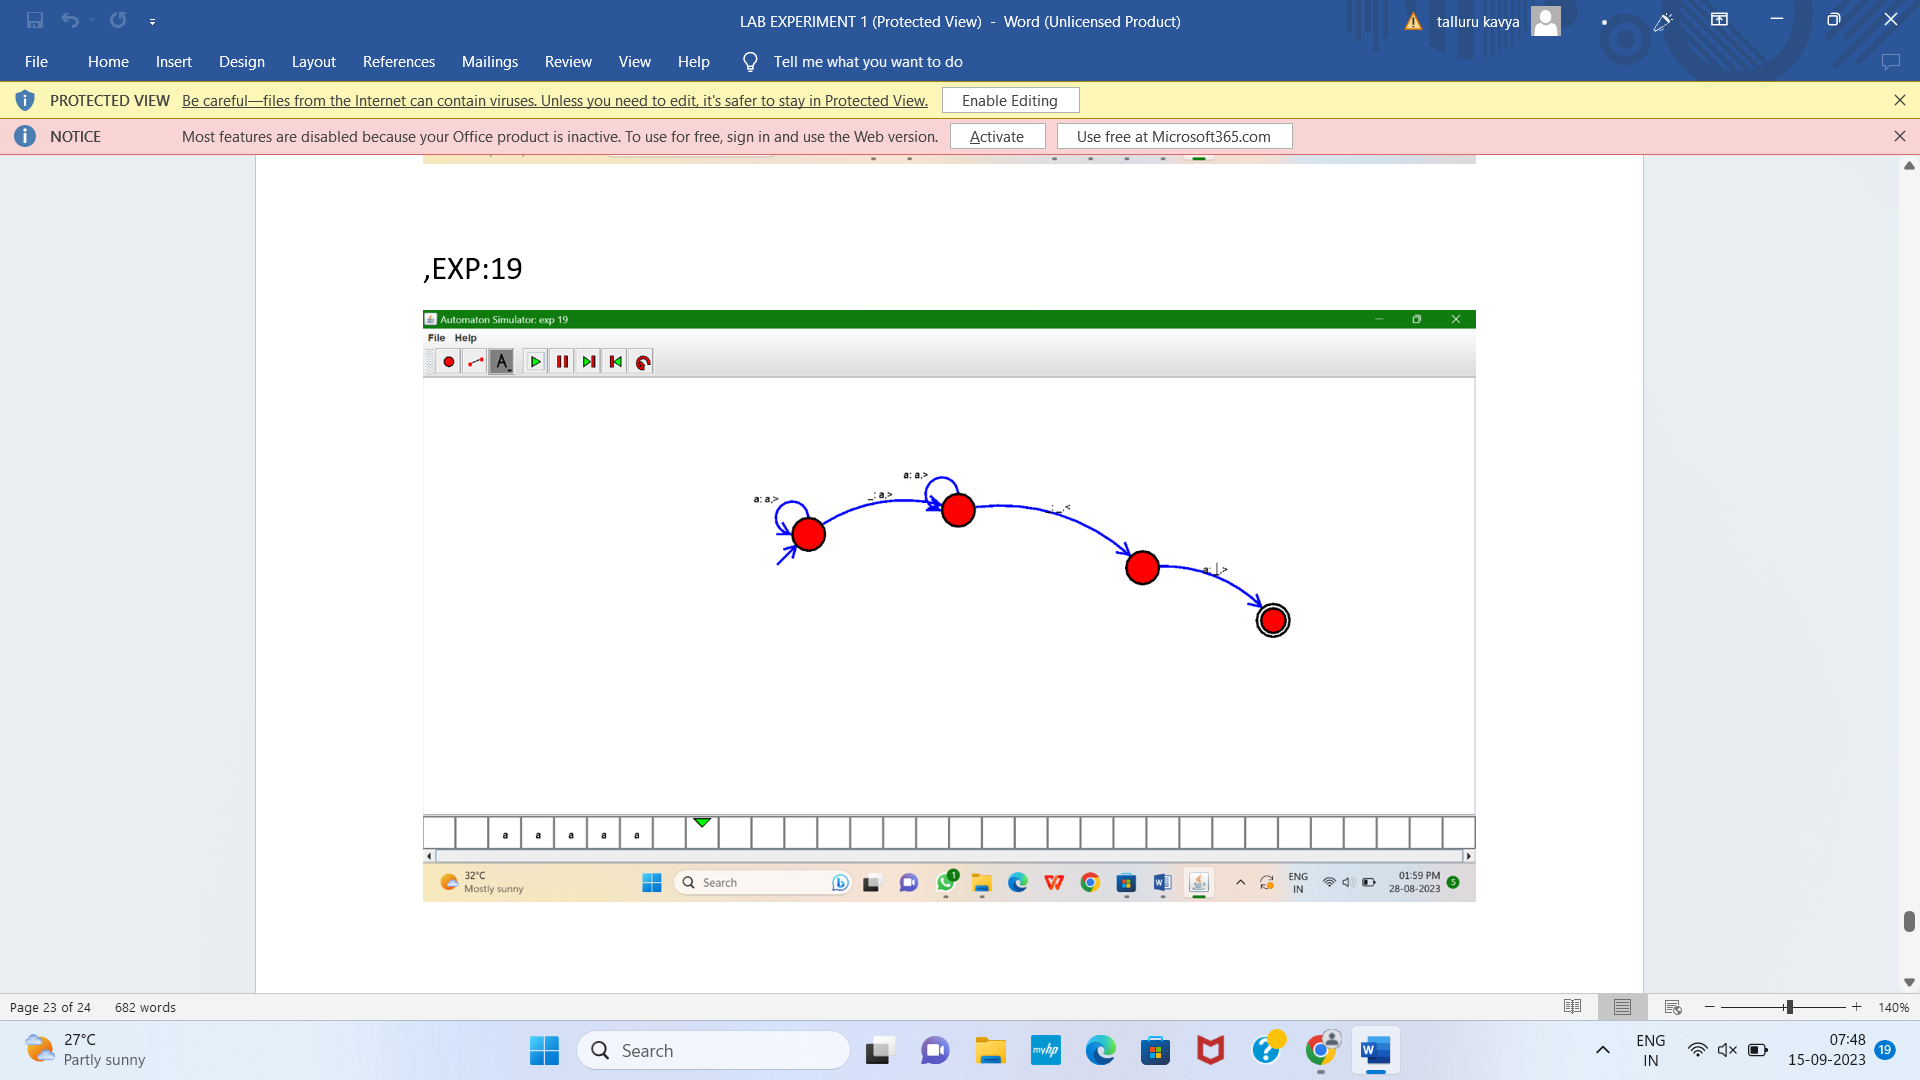 LAB EXPERIMENT 1 (Protected View) - Word (Unlicensed Product)
talluru kavya
File Home Insert Design Layout References Mailings Review View Help Tell me what you want to do
PROTECTED VIEW Be careful—files from the Internet can contain viruses. Unless you need to edit, it's safer to stay in Protected View. Enable Editing
NOTICE Most features are disabled because your Office product is inactive. To use for free, sign in and use the Web version. Activate Use free at Microsoft365.com
,EXP:19
Automaton Simulator: exp 19
File Help
A
a: a,>
_: a,>
a: a,>
_: _,<
a: _,>
a a a a a
32°C
Mostly sunny
Search
1
ENG
IN
01:59 PM
28-08-2023
5
Page 23 of 24 682 words
140%
27°C
Partly sunny
Search
myhp
ENG
IN
07:48
15-09-2023
19